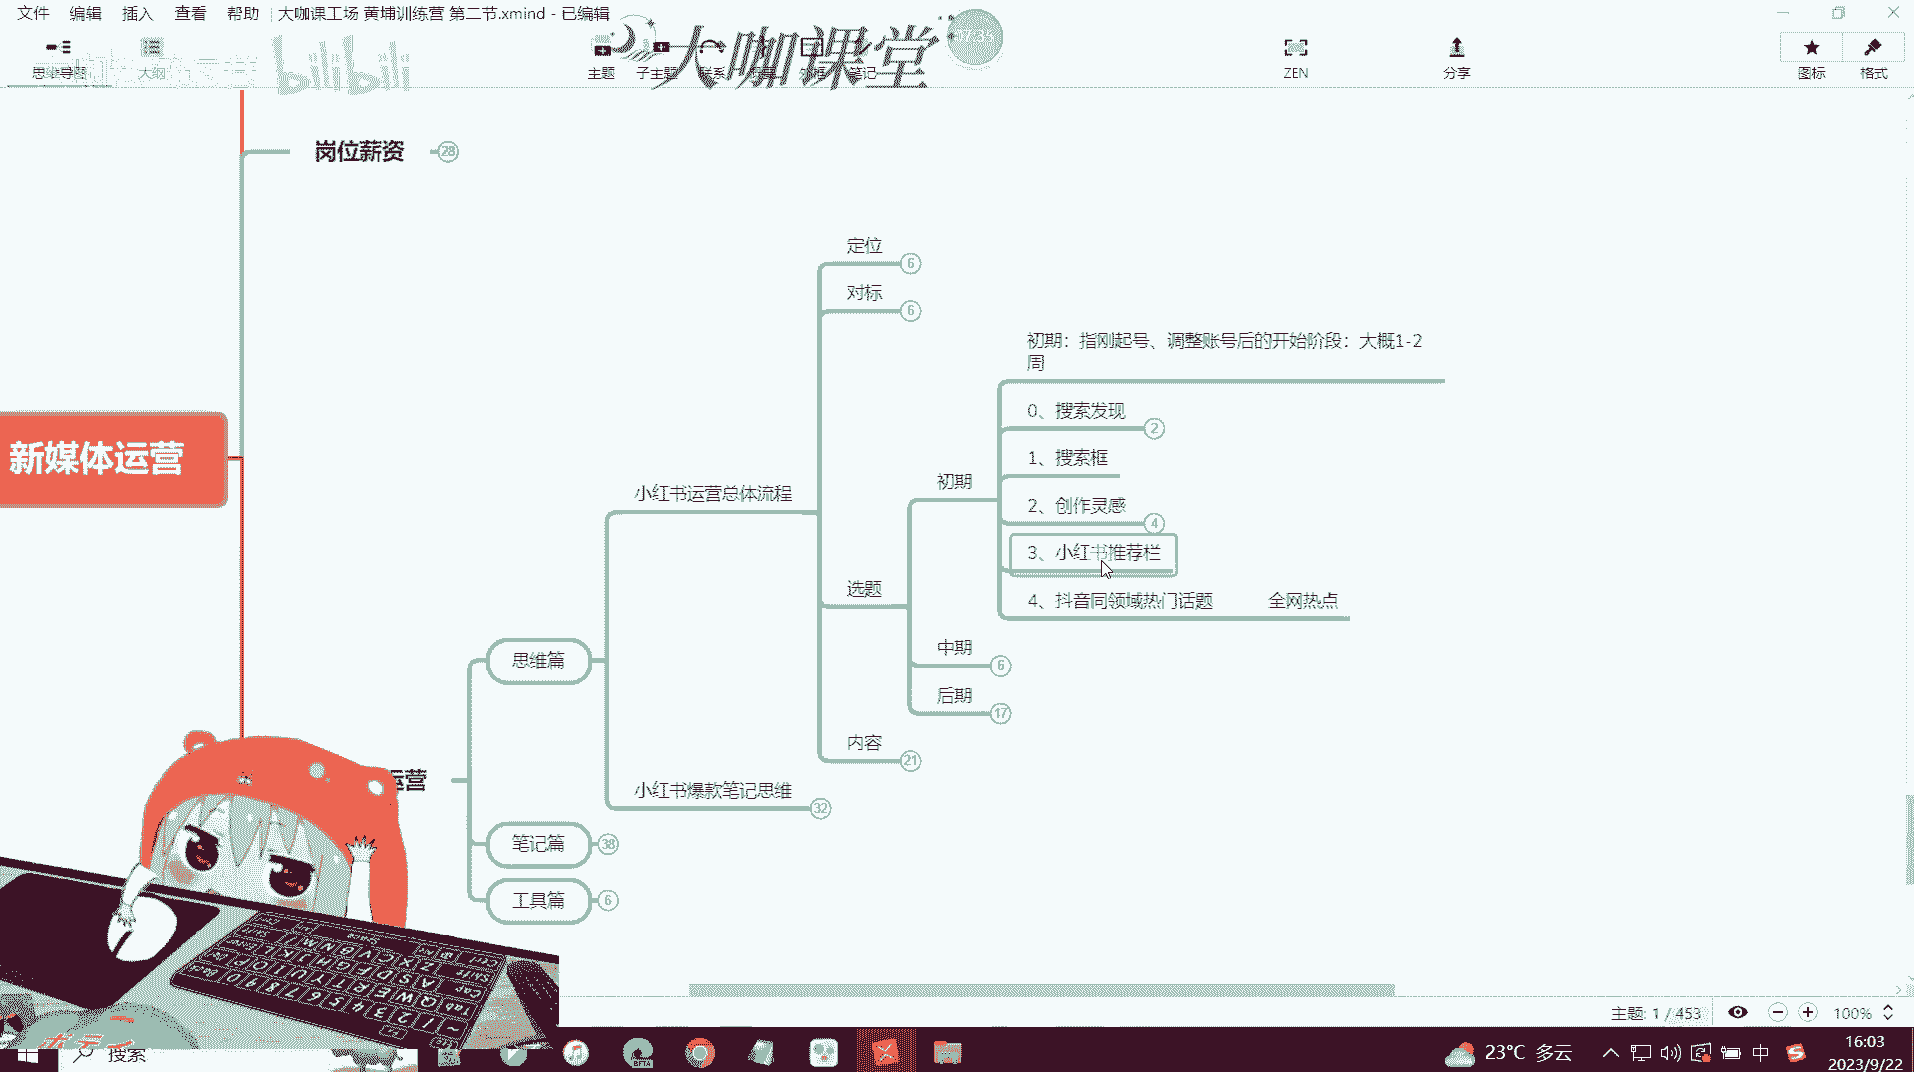 文件 编辑 插入 查看 帮助 大咖课工场 黄埔训练营 第二节.xmind - 已编辑
bilibili
大咖课堂
17:35
思维导图 大纲 主题 子主题 联系 笔记 ZEN 分享 图标 格式
岗位薪资 28
定位 6
对标 6
初期：指刚起号、调整账号后的开始阶段：大概1-2
周
0、搜索发现 2
1、搜索框
初期
2、创作灵感 4
小红书运营总体流程
3、小红书推荐栏
选题
4、抖音同领域热门话题 全网热点
新媒体运营
思维篇
中期 6
后期 17
内容 21
运营
小红书爆款笔记思维 32
笔记篇 38
工具篇 6
主题: 1 / 453 100%
搜索
BETA
23°C 多云
中
16:03
2023/9/22